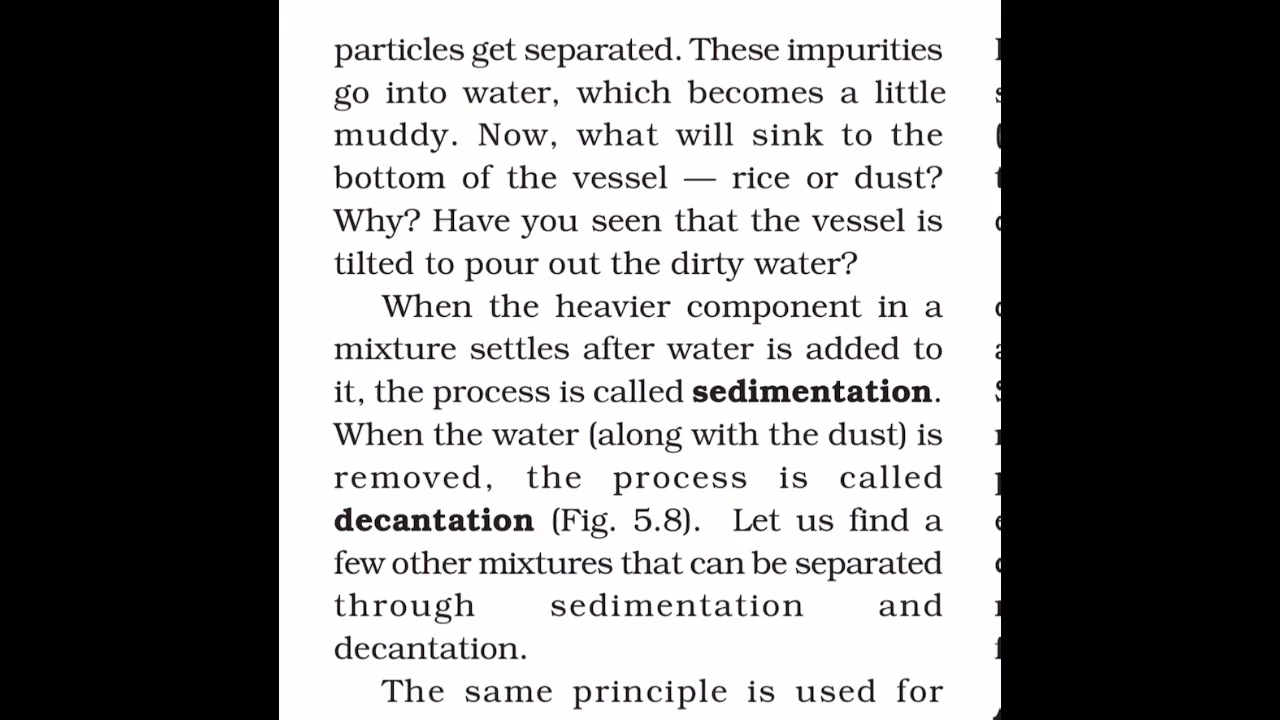 particles get separated. These impurities
go into water, which becomes a little
muddy. Now, what will sink to the
bottom of the vessel — rice or dust?
Why? Have you seen that the vessel is
tilted to pour out the dirty water?
When the heavier component in a
mixture settles after water is added to
it, the process is called sedimentation.
When the water (along with the dust) is
removed, the process is called
decantation (Fig. 5.8). Let us find a
few other mixtures that can be separated
through sedimentation and
decantation.
The same principle is used for